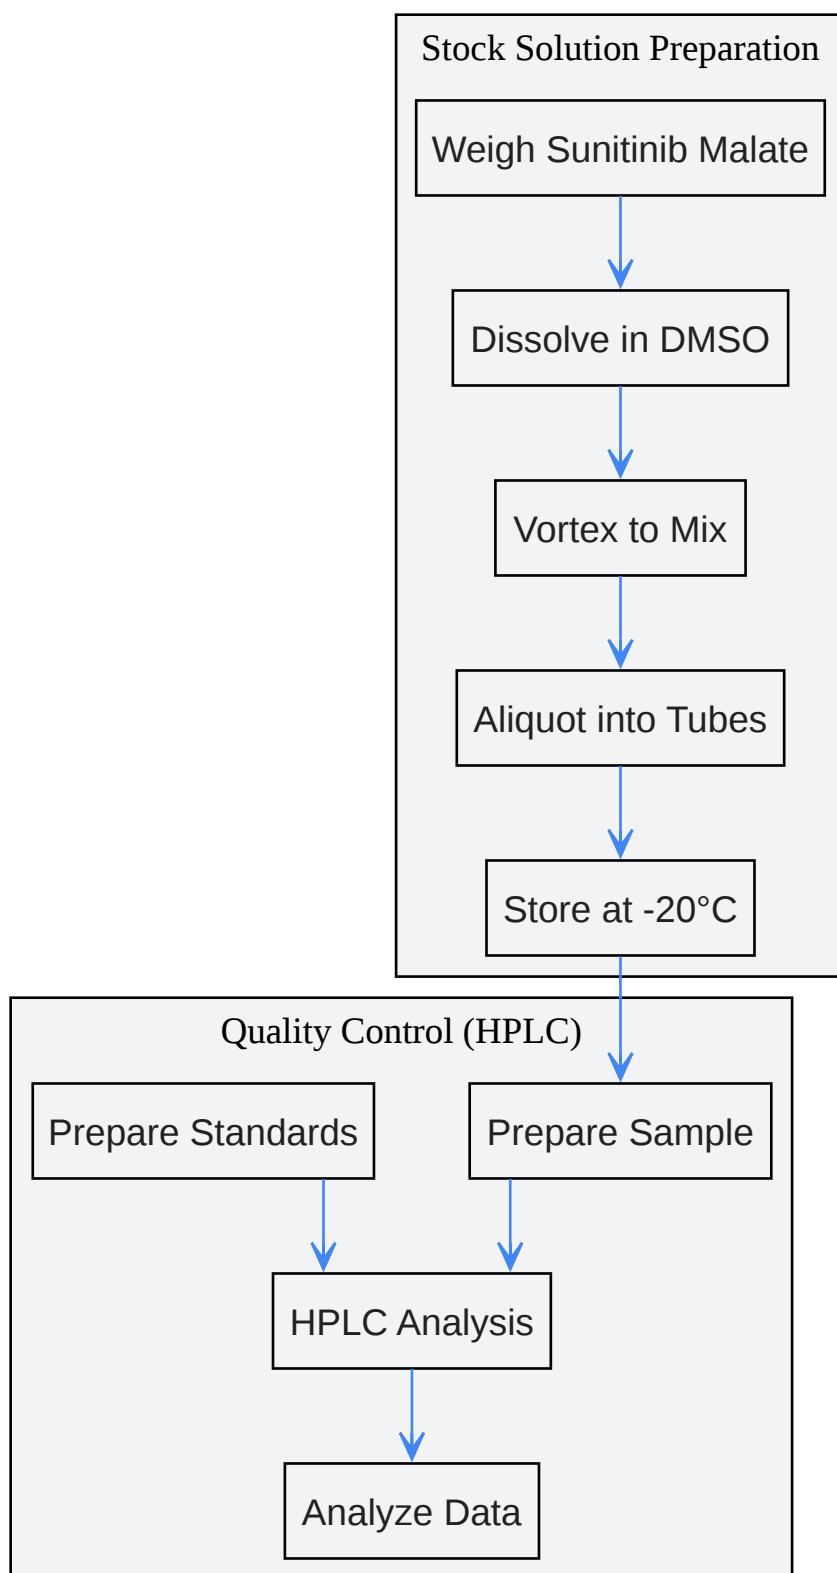 Stock Solution Preparation
Weigh Sunitinib Malate
Dissolve in DMSO
Vortex to Mix
Aliquot into Tubes
Store at -20°C
Quality Control (HPLC)
Prepare Standards
Prepare Sample
HPLC Analysis
Analyze Data